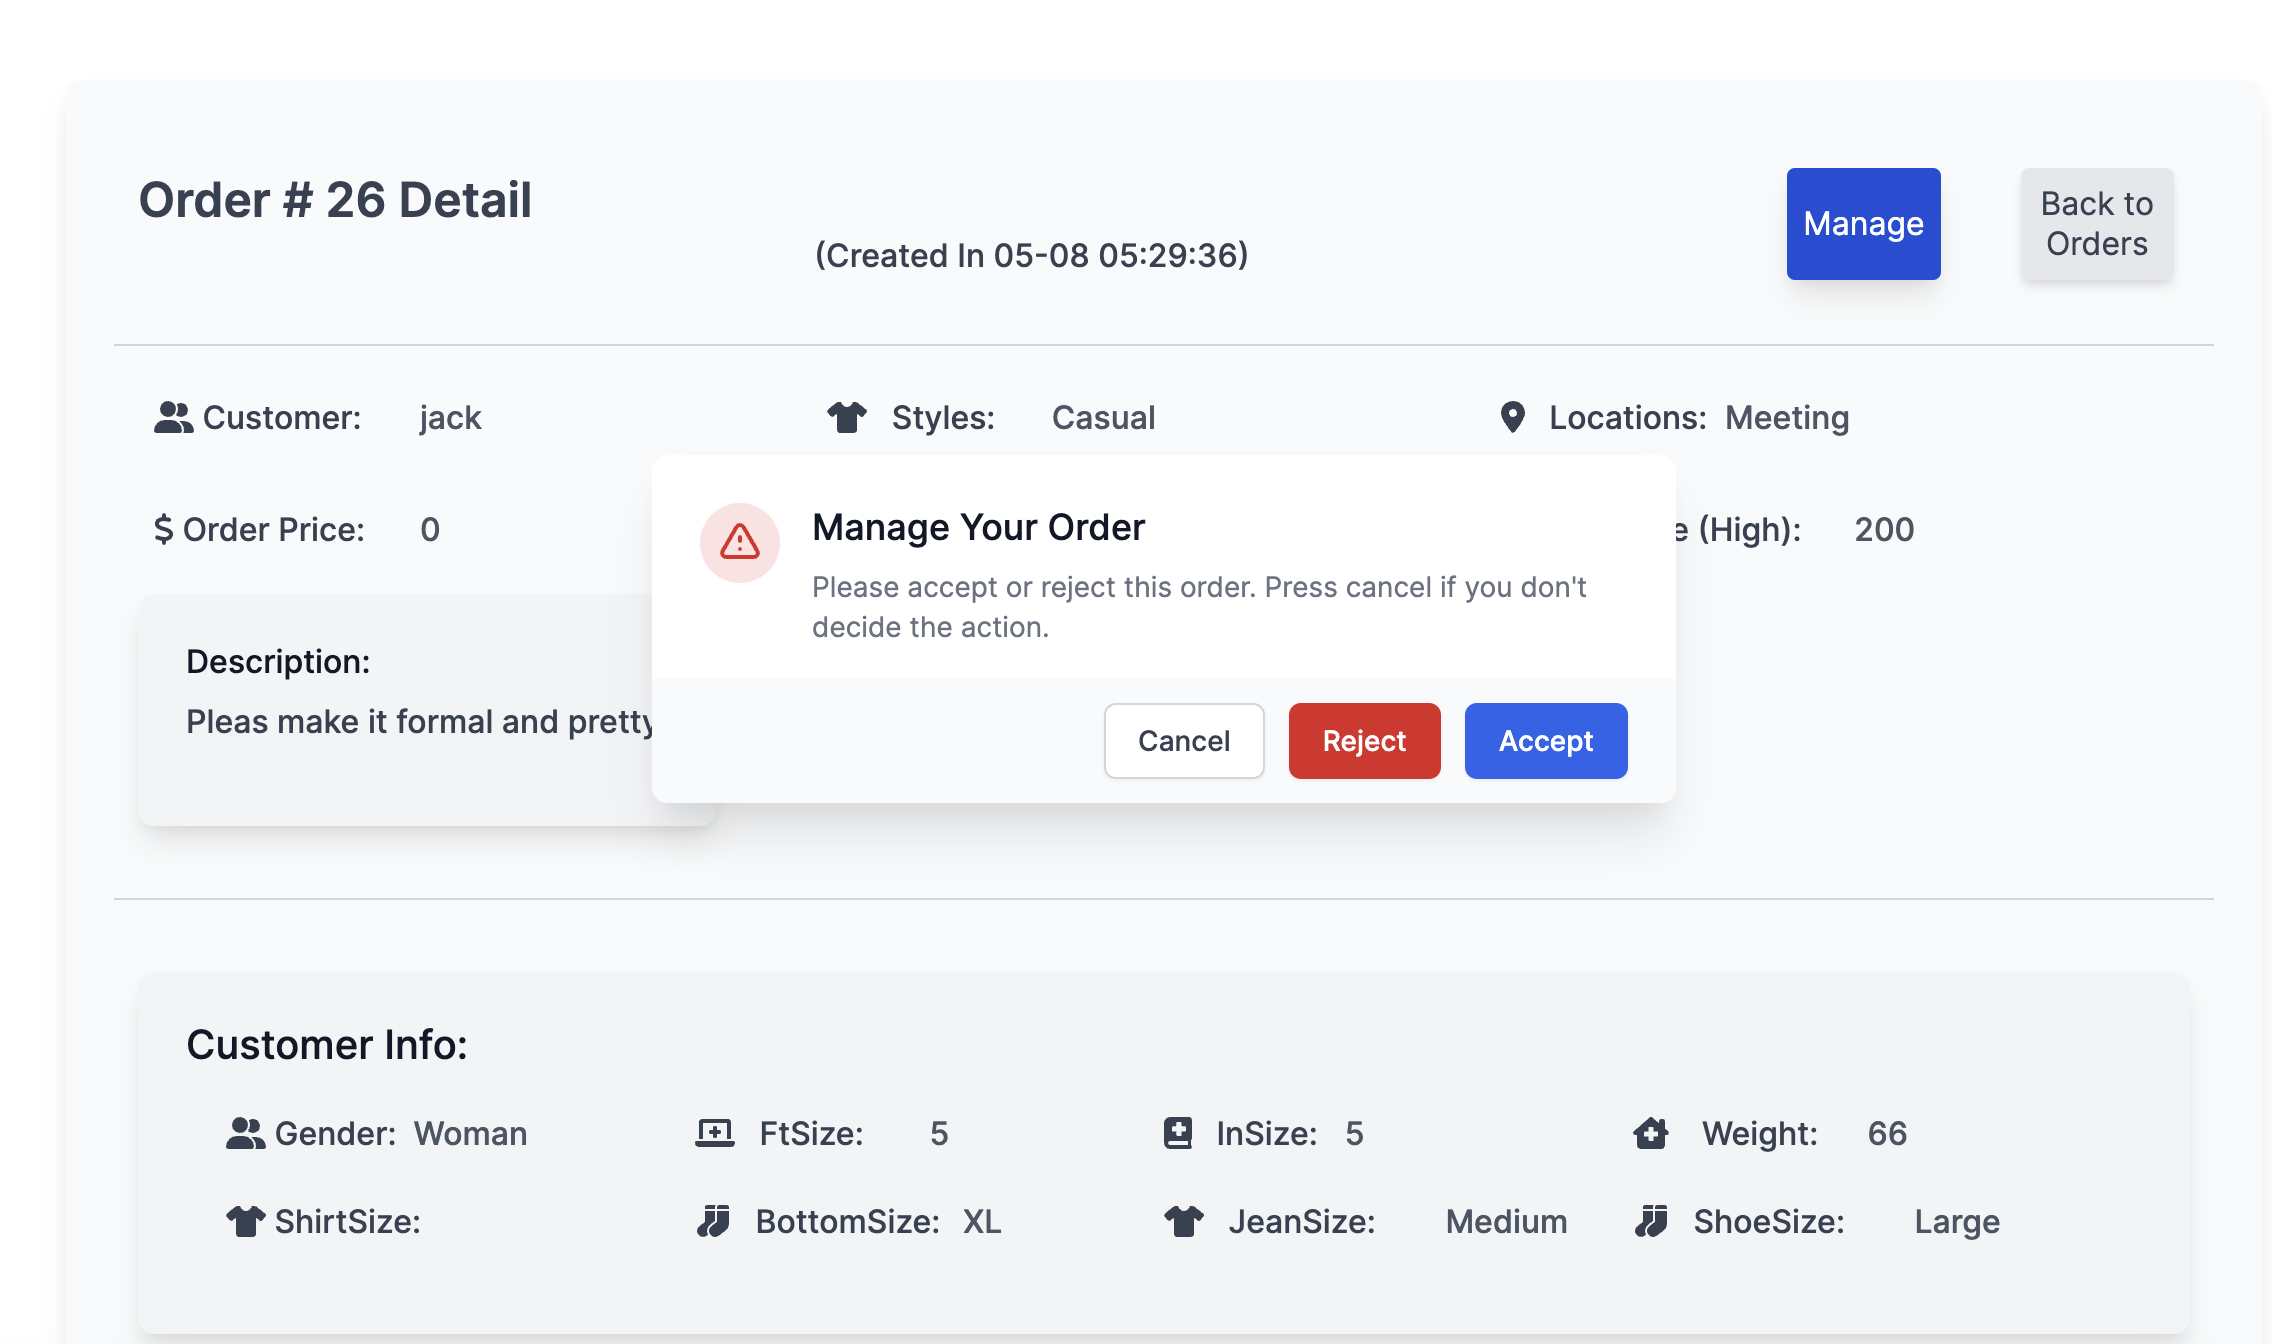 Order # 26 Detail
(Created In 05-08 05:29:36)
Manage
Back to
Orders
Customer: jack
Styles: Casual
Locations: Meeting
$ Order Price: 0
(High): 200
Manage Your Order
Please accept or reject this order. Press cancel if you don't
decide the action.
Cancel
Reject
Accept
Description:
Pleas make it formal and pretty
Customer Info:
Gender: Woman
FtSize: 5
InSize: 5
Weight: 66
ShirtSize:
BottomSize: XL
JeanSize: Medium
ShoeSize: Large